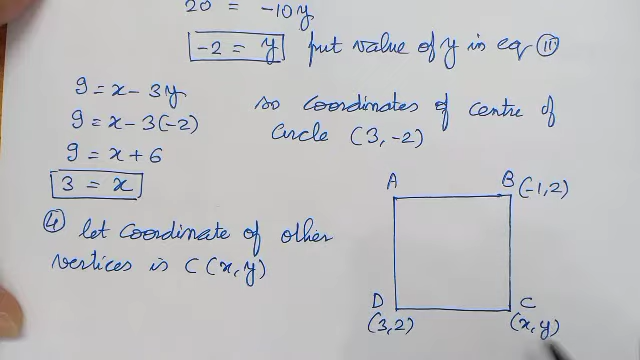 20 = -10y
-2 = y put value of y in eq (ii)
9 = x - 3y
9 = x - 3(-2)
9 = x + 6
3 = x
so coordinates of centre of
circle (3, -2)
④ let coordinate of other
vertices is C (x, y)
A B (-1, 2)
D C
(3, 2) (x, y)